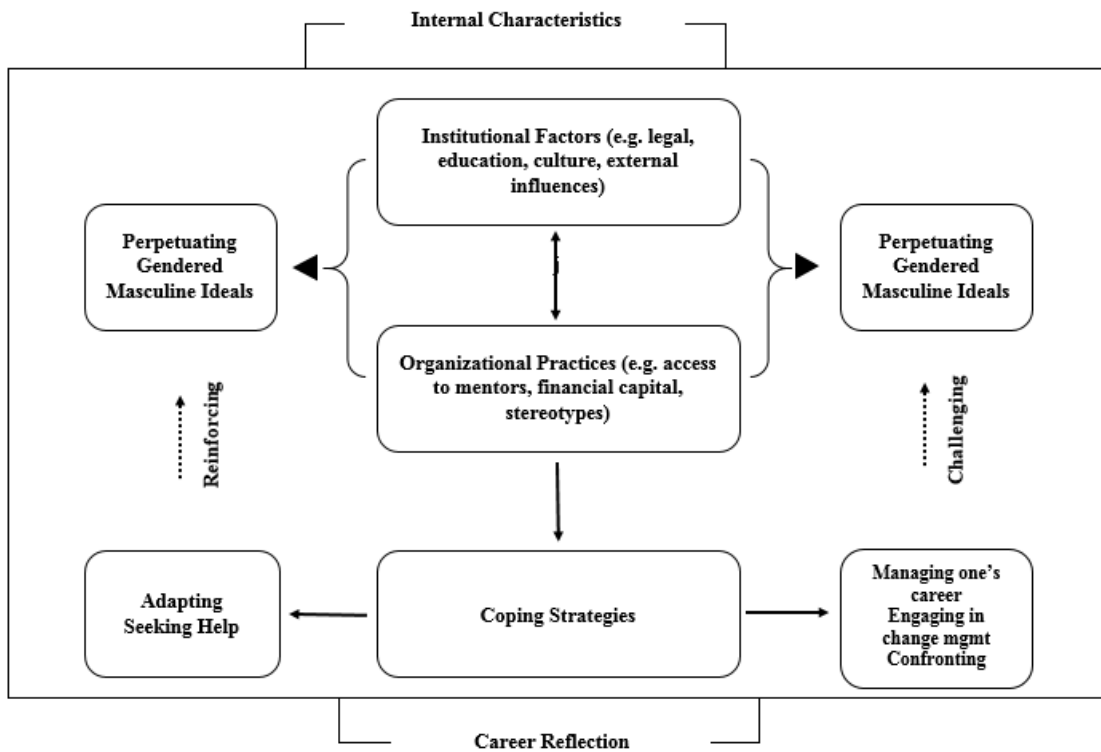 Internal Characteristics
Institutional Factors (e.g. legal,
education, culture, external
influences)
Perpetuating
Gendered
Masculine Ideals
Perpetuating
Gendered
Masculine Ideals
Organizational Practices (e.g. access
to mentors, financial capital,
stereotypes)
Reinforcing
Challenging
Adapting
Seeking Help
Coping Strategies
Managing one's
career
Engaging in
change mgmt
Confronting
Career Reflection